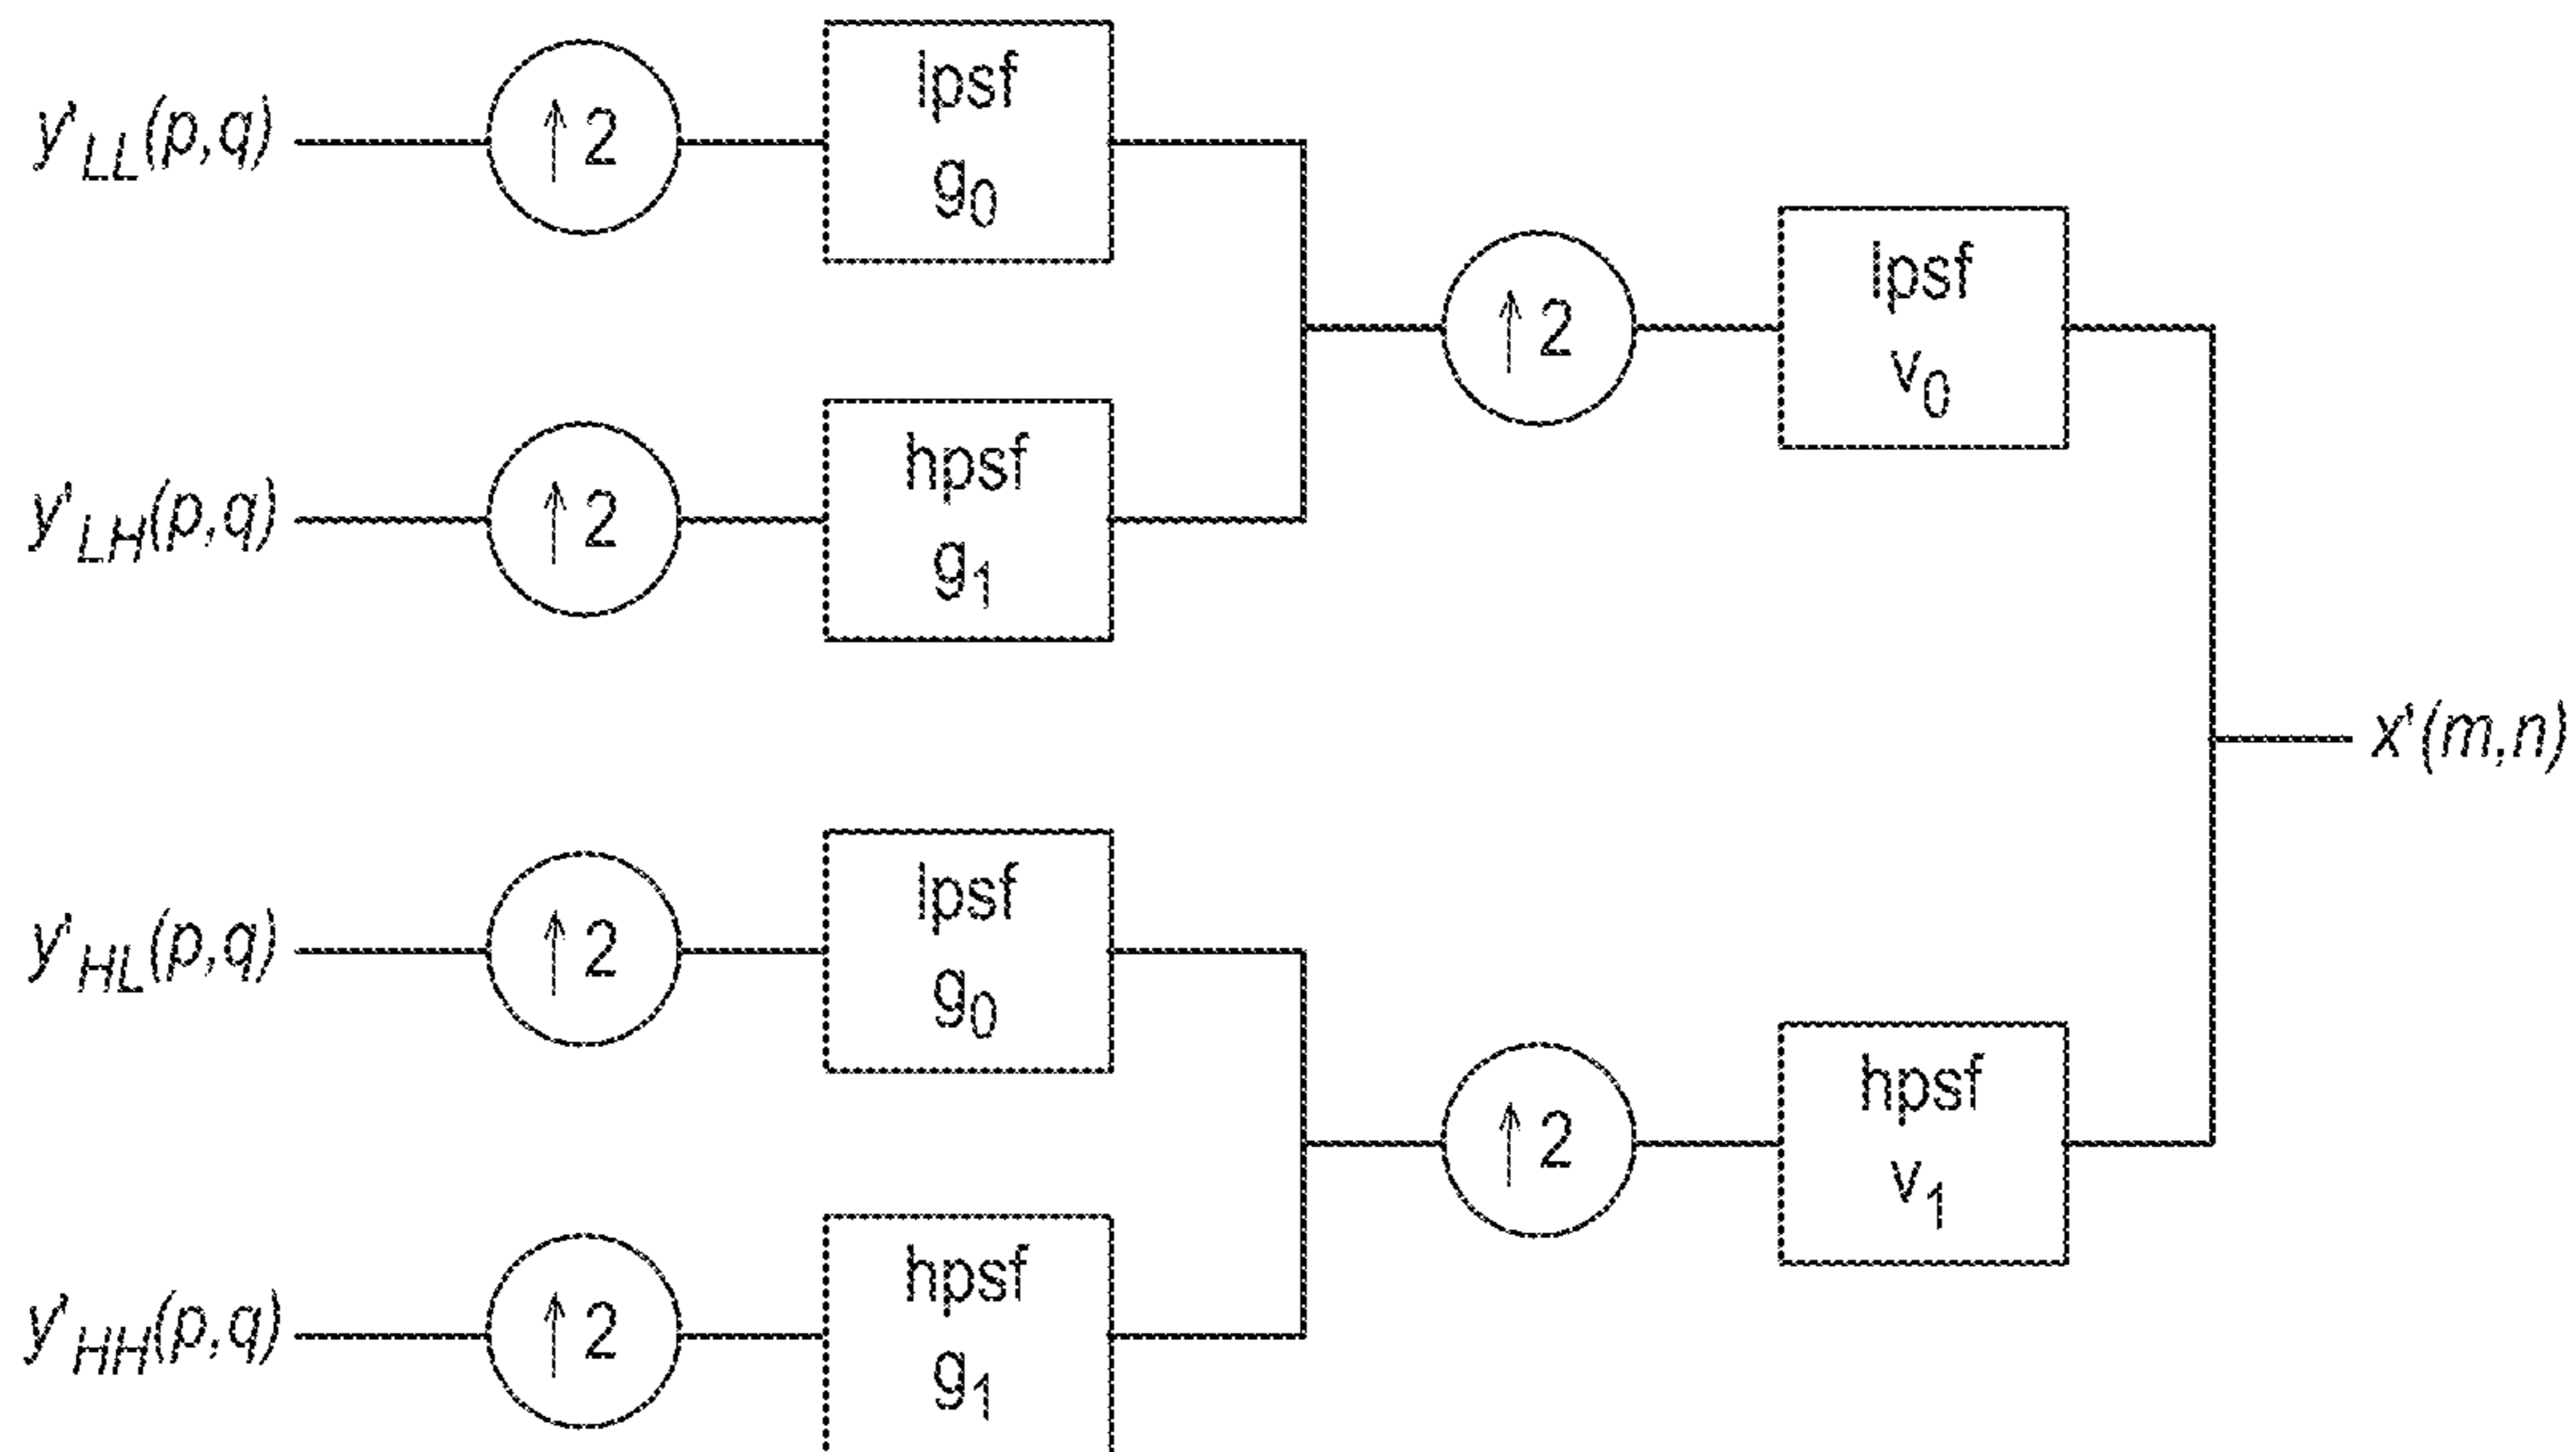 y'LL(p,q)
↑2
lpsf
g0
↑2
lpsf
v0
y'LH(p,q)
↑2
hpsf
g1
x'(m,n)
y'HL(p,q)
↑2
lpsf
g0
↑2
hpsf
v1
y'HH(p,q)
↑2
hpsf
g1